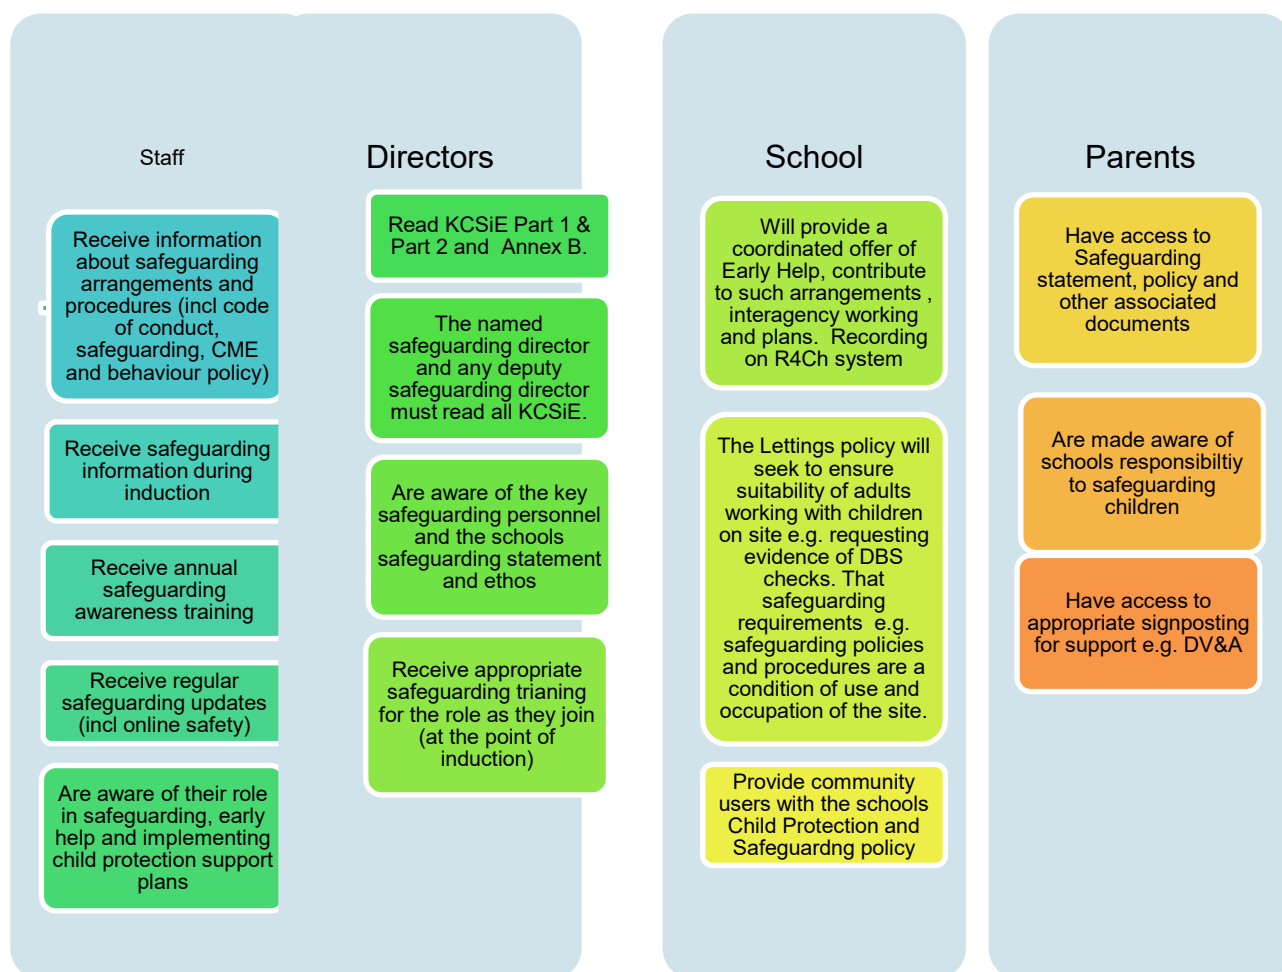 Staff
Receive information
about safeguarding
arrangements and
procedures (incl code
of conduct,
safeguarding, CME
and behaviour policy)
Receive safeguarding
information during
induction
Receive annual
safeguarding
awareness training
Receive regular
safeguarding updates
(incl online safety)
Are aware of their role
in safeguarding, early
help and implementing
child protection support
plans
Directors
Read KCSiE Part 1 &
Part 2 and Annex B.
The named
safeguarding director
and any deputy
safeguarding director
must read all KCSiE.
Are aware of the key
safeguarding personnel
and the schools
safeguarding statement
and ethos
Receive appropriate
safeguarding trianing
for the role as they join
(at the point of
induction)
School
Will provide a
coordinated offer of
Early Help, contribute
to such arrangements ,
interagency working
and plans. Recording
on R4Ch system
The Lettings policy will
seek to ensure
suitability of adults
working with children
on site e.g. requesting
evidence of DBS
checks. That
safeguarding
requirements e.g.
safeguarding policies
and procedures are a
condition of use and
occupation of the site.
Provide community
users with the schools
Child Protection and
Safeguardng policy
Parents
Have access to
Safeguarding
statement, policy and
other associated
documents
Are made aware of
schools responsibiltiy
to safeguarding
children
Have access to
appropriate signposting
for support e.g. DV&A